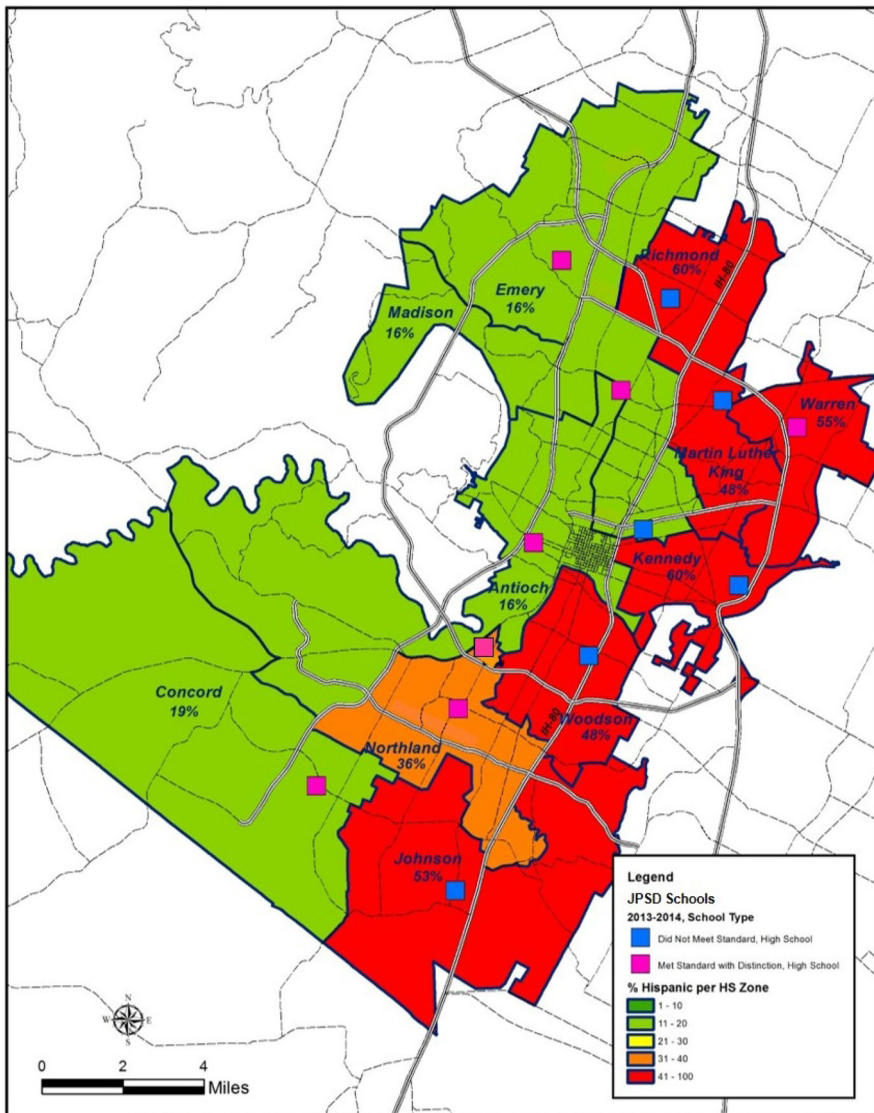 Richmond
60%
IH-80
Emery
16%
Madison
16%
Warren
55%
Martin Luther
King
48%
Kennedy
60%
Antioch
16%
Concord
19%
IH-80
Woodson
48%
Northland
36%
Johnson
53%
Legend
JPSD Schools
2013-2014, School Type
Did Not Meet Standard, High School
Met Standard with Distinction, High School
% Hispanic per HS Zone
1 - 10
11 - 20
21 - 30
31 - 40
41 - 100
N
W E
S
0 2 4
Miles